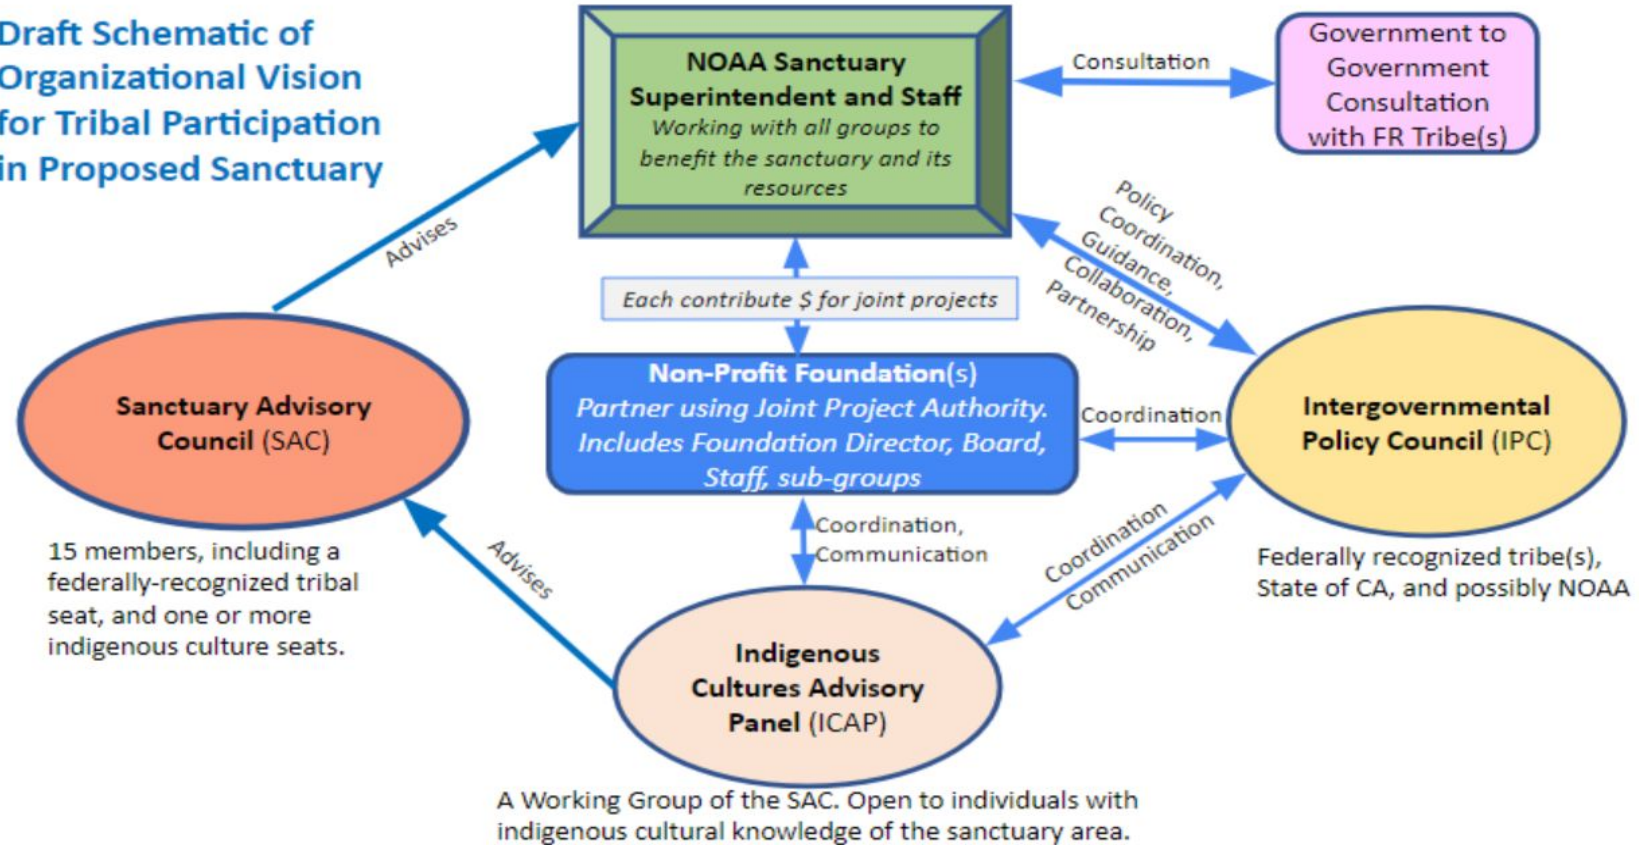 Draft Schematic of
Organizational Vision
for Tribal Participation
in Proposed Sanctuary
NOAA Sanctuary
Superintendent and Staff
Working with all groups to
benefit the sanctuary and its
resources
Consultation
Government to
Government
Consultation
with FR Tribe(s)
Advises
Policy
Coordination,
Guidance,
Collaboration,
Partnership
Each contribute $ for joint projects
Sanctuary Advisory
Council (SAC)
15 members, including a
federally-recognized tribal
seat, and one or more
indigenous culture seats.
Non-Profit Foundation(s)
Partner using Joint Project Authority.
Includes Foundation Director, Board,
Staff, sub-groups
Coordination
Intergovernmental
Policy Council (IPC)
Federally recognized tribe(s),
State of CA, and possibly NOAA
Advises
Coordination,
Communication
Coordination
Communication
Indigenous
Cultures Advisory
Panel (ICAP)
A Working Group of the SAC. Open to individuals with
indigenous cultural knowledge of the sanctuary area.